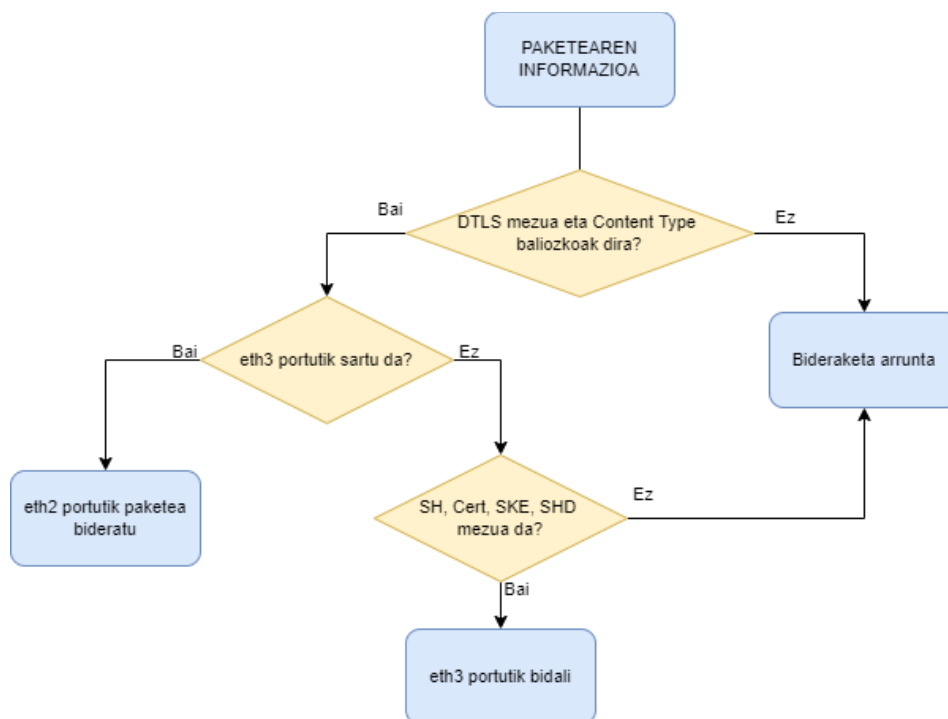 PAKETEAREN
INFORMAZIOA
Bai
DTLS mezua eta Content Type
baliozkoak dira?
Ez
Bai
eth3 portutik sartu da?
Ez
Bideraketa arrunta
eth2 portutik paketea
bideratu
SH, Cert, SKE, SHD
mezua da?
Ez
Bai
eth3 portutik bidali